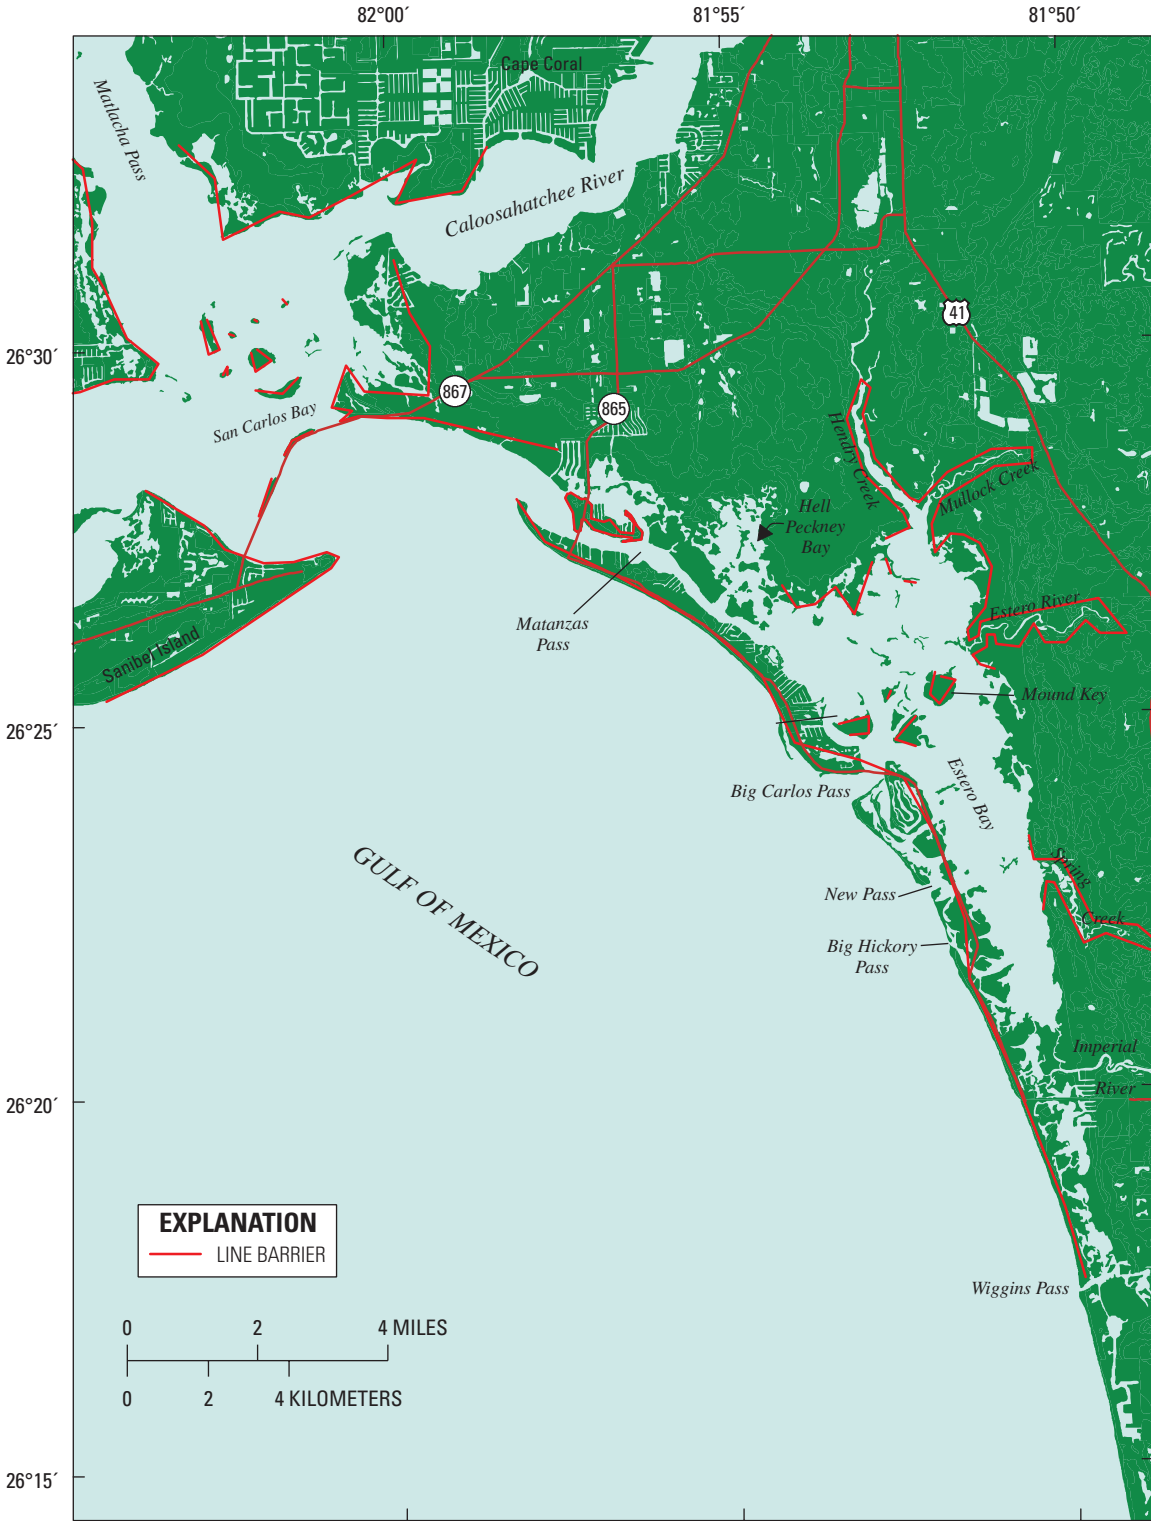 82°00´
81°55´
81°50´
Cape Coral
Matlacha Pass
Caloosahatchee River
41
26°30´
867
865
San Carlos Bay
Hendry Creek
Mullock Creek
Hell
Peckney
Bay
Matanzas
Pass
Estero River
Sanibel Island
Mound Key
26°25´
Big Carlos Pass
Estero Bay
GULF OF MEXICO
Spring
Creek
New Pass
Big Hickory
Pass
Imperial
River
26°20´
EXPLANATION
LINE BARRIER
Wiggins Pass
0 2 4 MILES
0 2 4 KILOMETERS
26°15´